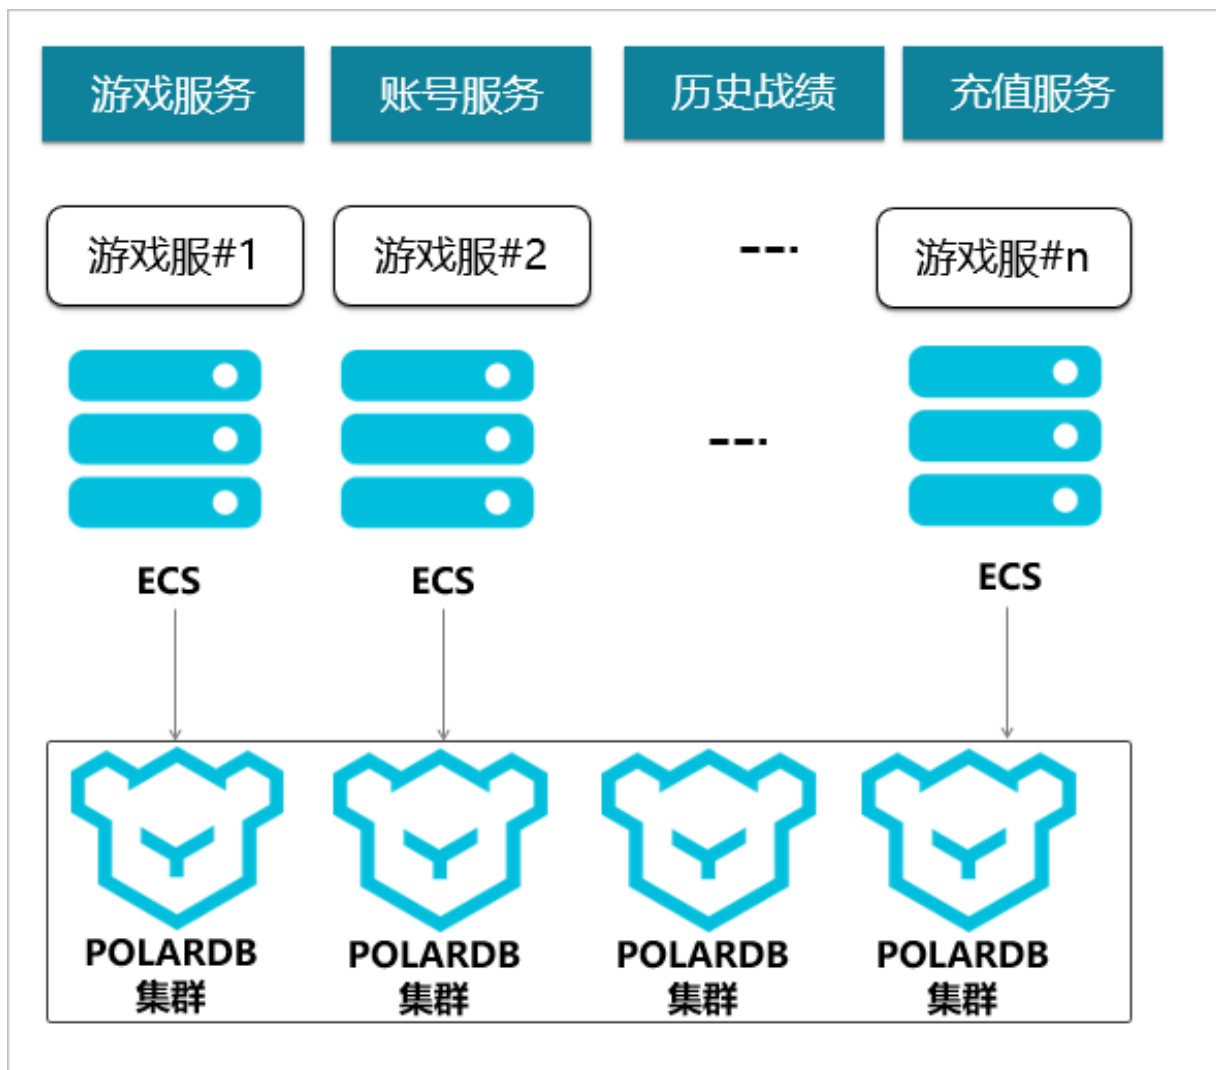 游戏服务
账号服务
历史战绩
充值服务
游戏服#1
游戏服#2
---
游戏服#n
---
ECS
ECS
ECS
POLARDB
集群
POLARDB
集群
POLARDB
集群
POLARDB
集群